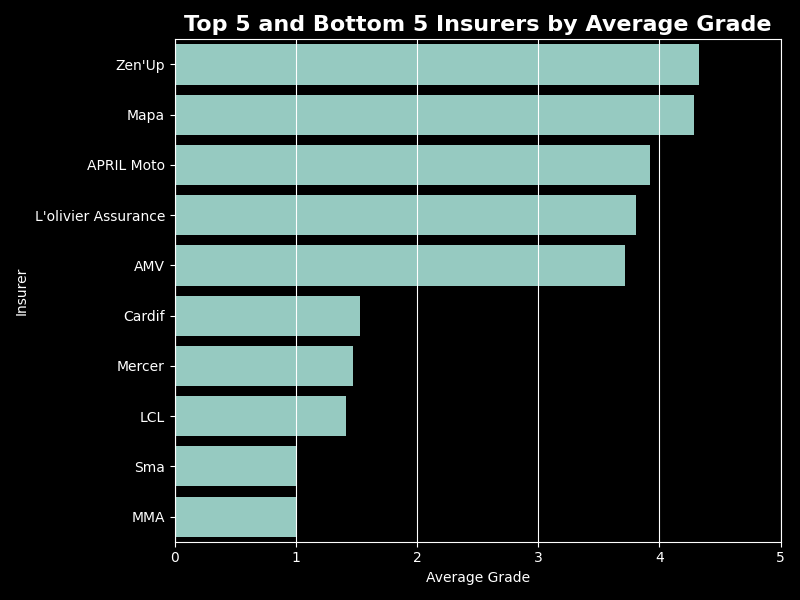 Top 5 and Bottom 5 Insurers by Average Grade
Zen'Up
Mapa
APRIL Moto
L'olivier Assurance
AMV
Cardif
Mercer
LCL
Sma
MMA
Insurer
0 1 2 3 4 5
Average Grade